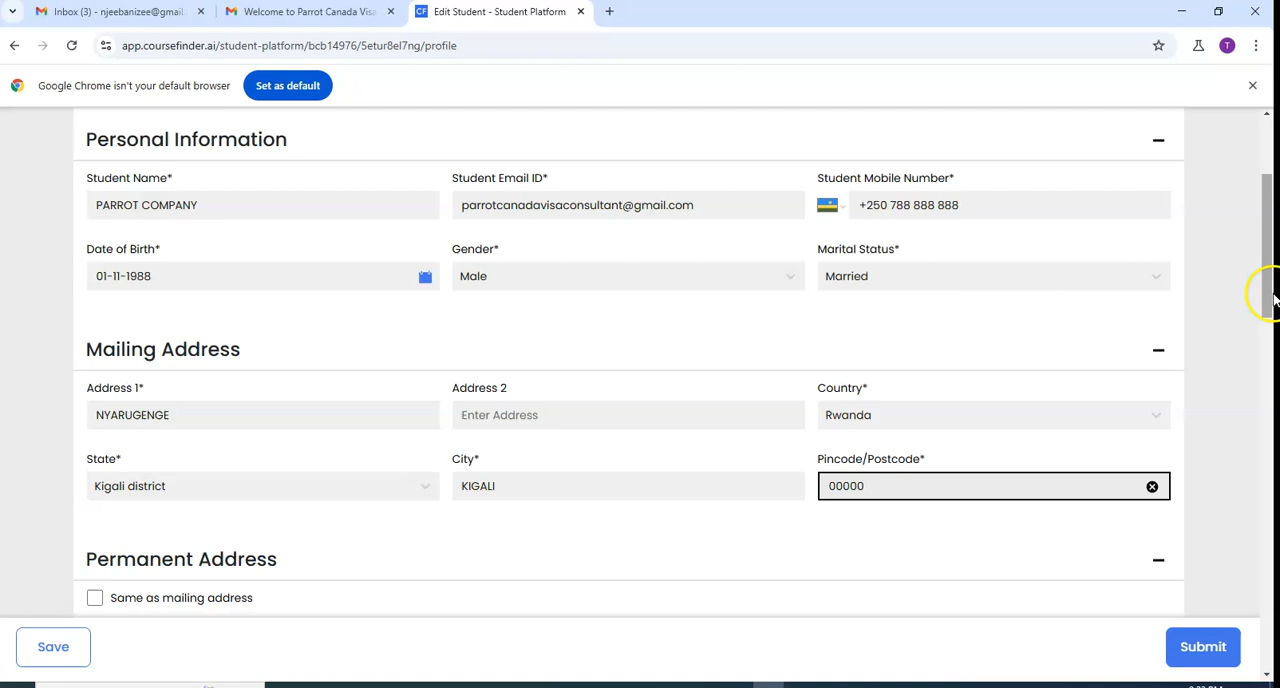 Inbox (3) - njeebanizee@gmail
Welcome to Parrot Canada Visa
CF Edit Student - Student Platform
app.coursefinder.ai/student-platform/bcb14976/5etur8el7ng/profile
T
Google Chrome isn't your default browser
Set as default
Personal Information
Student Name* Student Email ID* Student Mobile Number*
PARROT COMPANY parrotcanadavisaconsultant@gmail.com +250 788 888 888
Date of Birth* Gender* Marital Status*
01-11-1988 Male Married
Mailing Address
Address 1* Address 2 Country*
NYARUGENGE Enter Address Rwanda
State* City* Pincode/Postcode*
Kigali district KIGALI 00000
Permanent Address
Same as mailing address
Save Submit